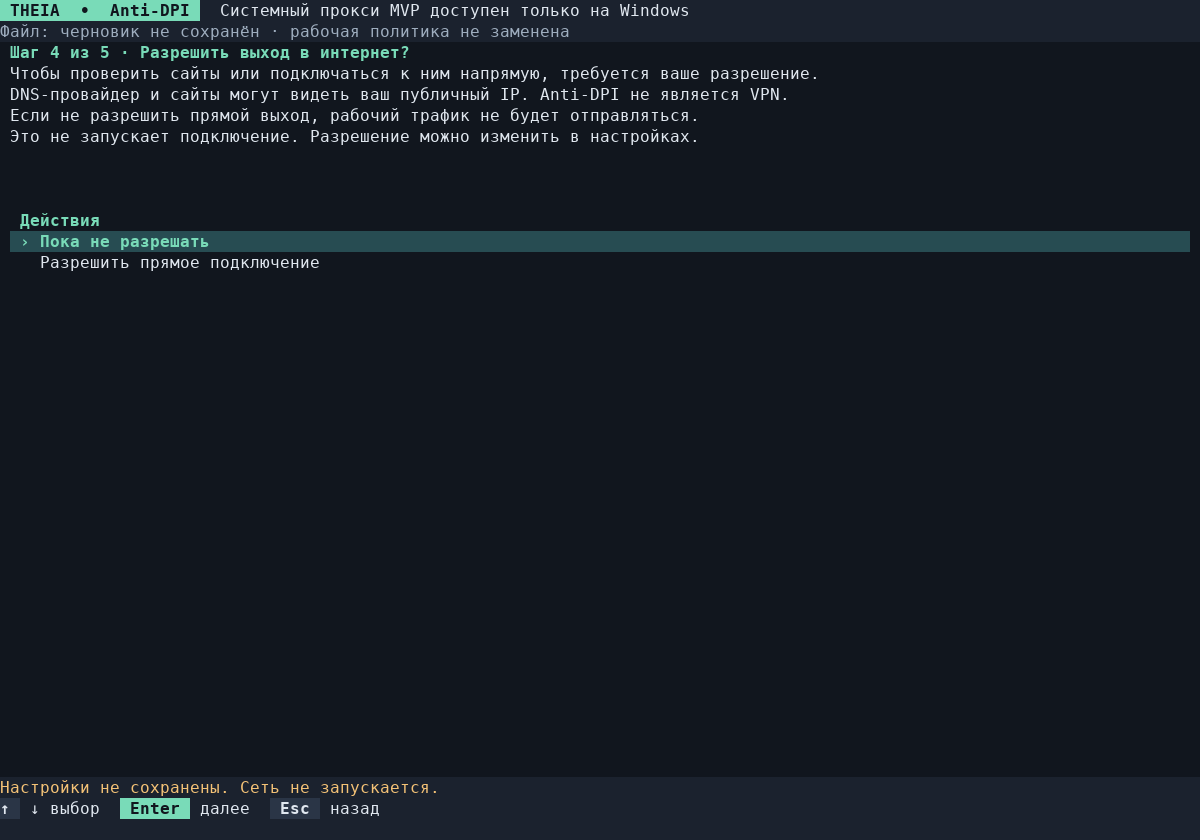 THEIA • Anti-DPI Системный прокси MVP доступен только на Windows
Файл: черновик не сохранён · рабочая политика не заменена
Шаг 4 из 5 · Разрешить выход в интернет?
Чтобы проверить сайты или подключаться к ним напрямую, требуется ваше разрешение.
DNS-провайдер и сайты могут видеть ваш публичный IP. Anti-DPI не является VPN.
Если не разрешить прямой выход, рабочий трафик не будет отправляться.
Это не запускает подключение. Разрешение можно изменить в настройках.
Действия
› Пока не разрешать
Разрешить прямое подключение
Настройки не сохранены. Сеть не запускается.
↑ ↓ выбор Enter далее Esc назад